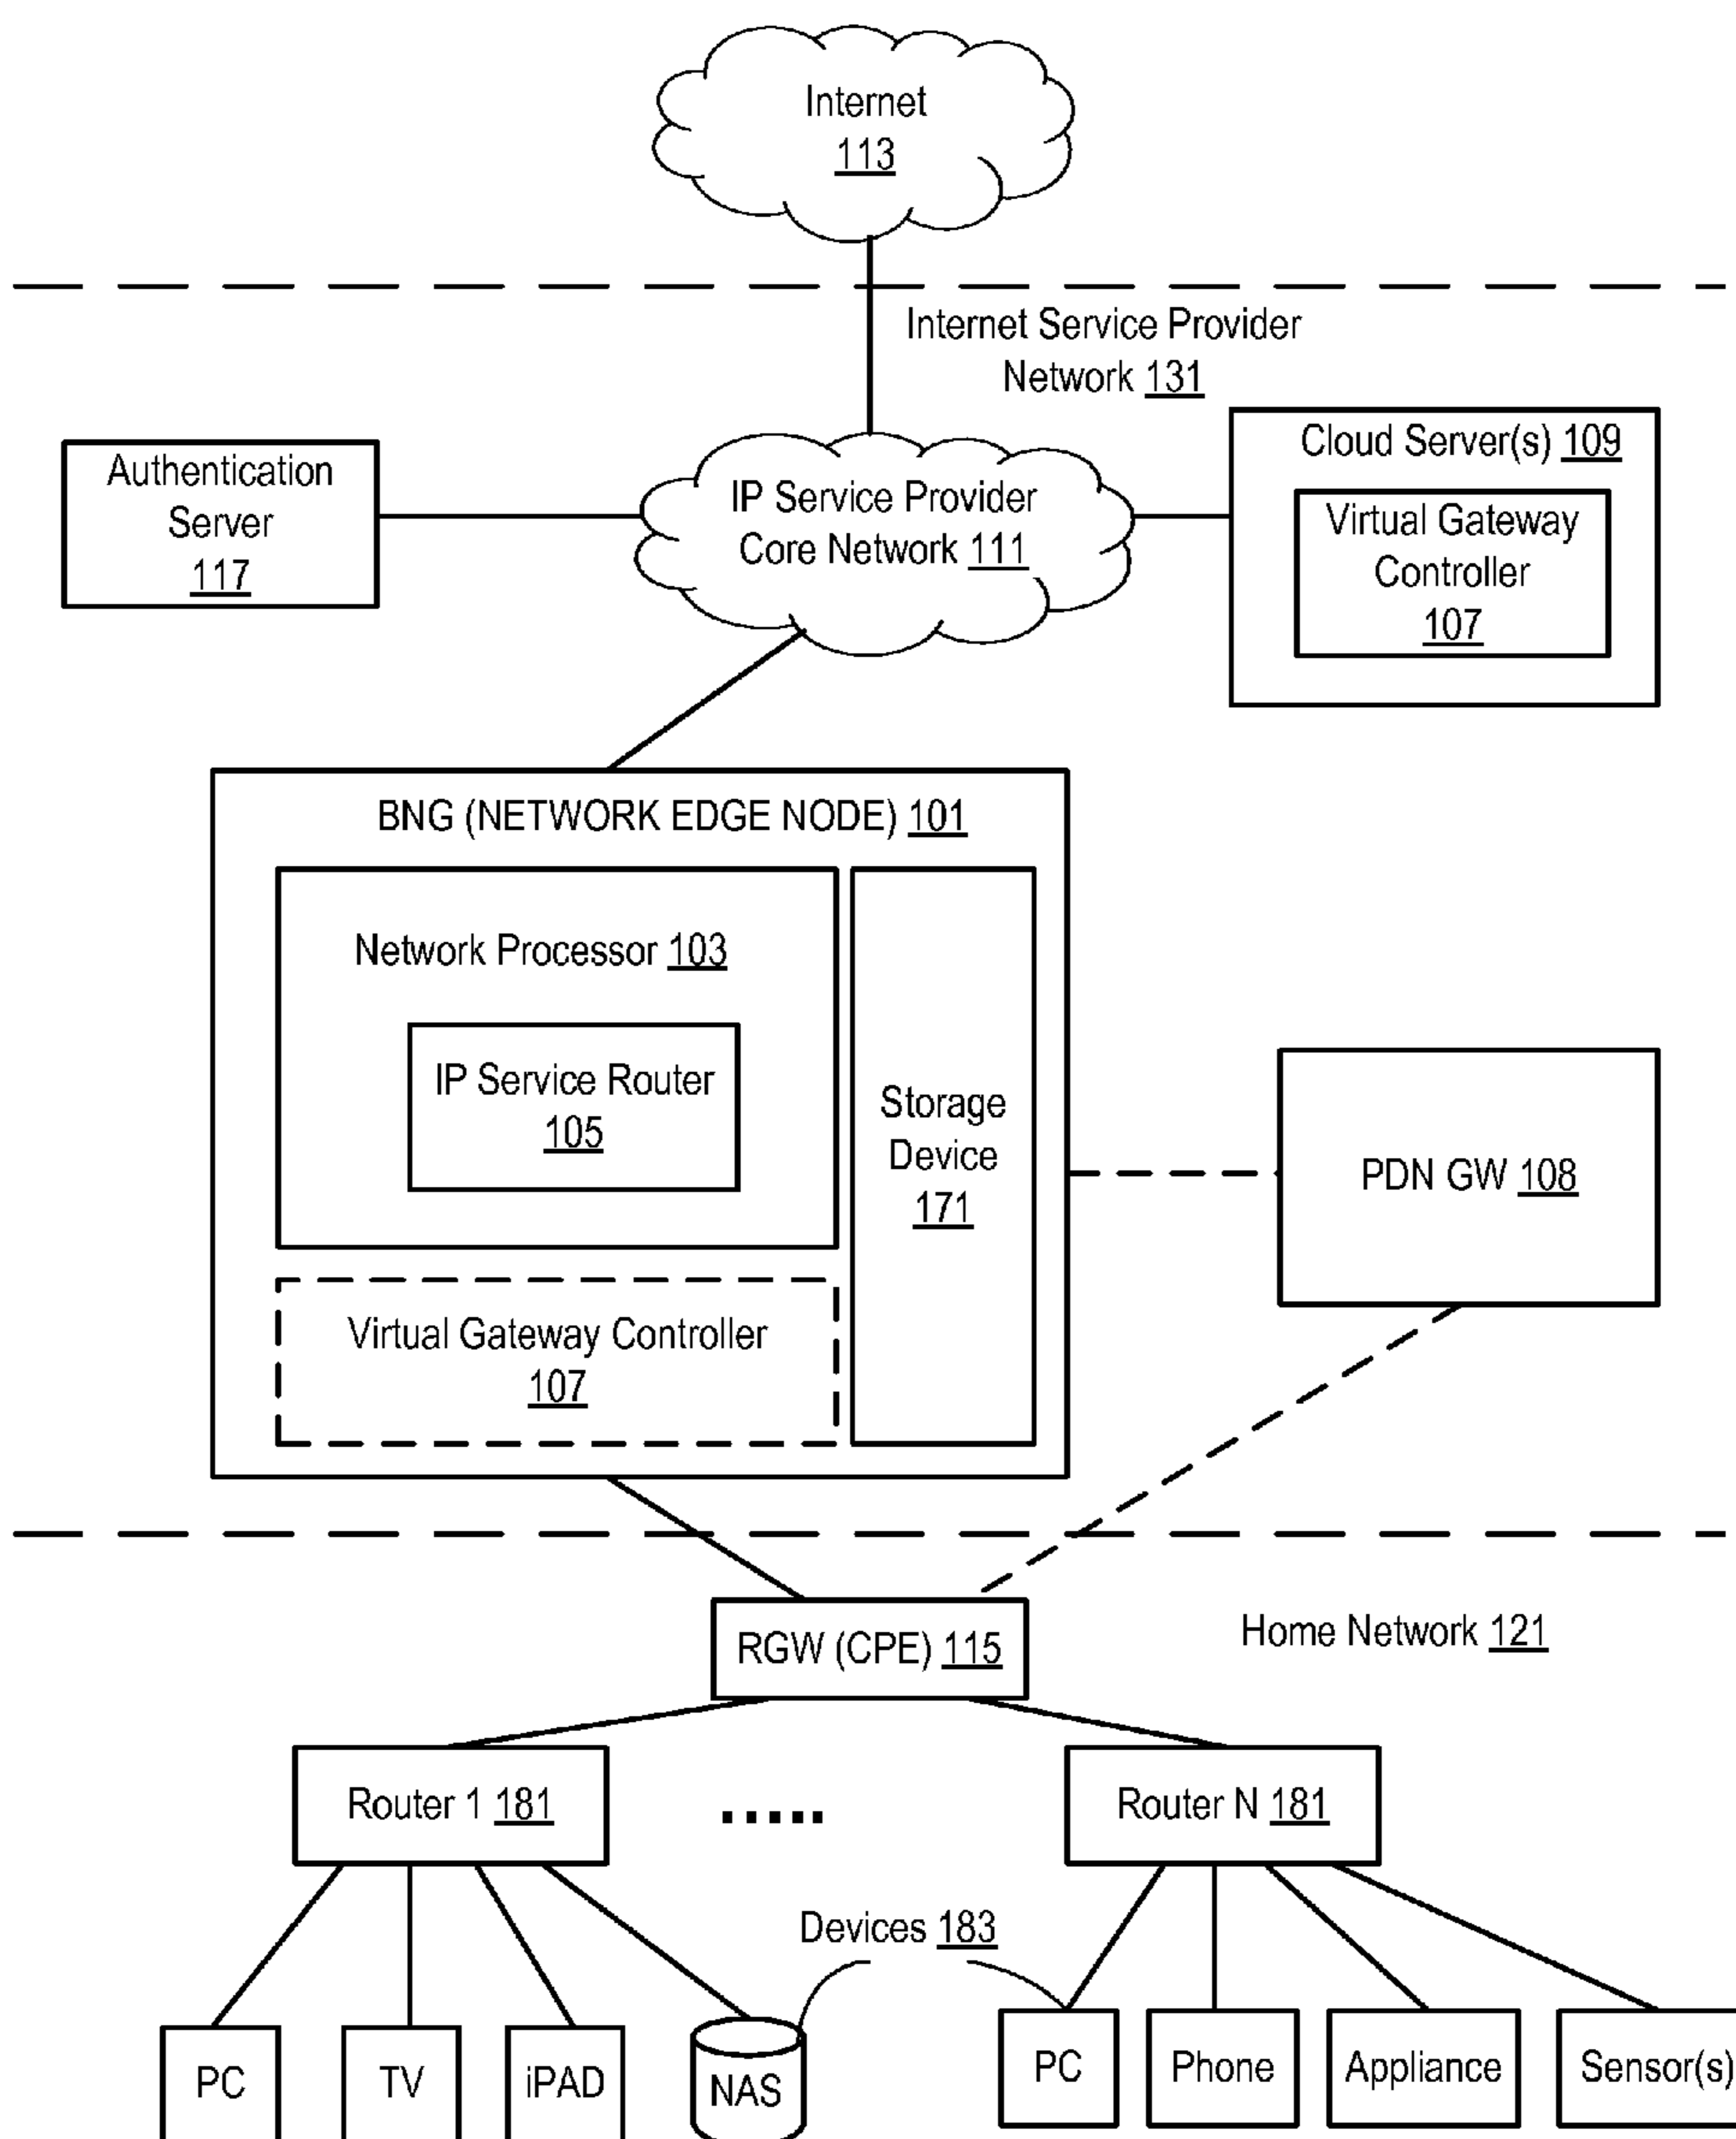 Internet
113
Internet Service Provider
Network 131
Authentication
Server
117
IP Service Provider
Core Network 111
Cloud Server(s) 109
Virtual Gateway
Controller
107
BNG (NETWORK EDGE NODE) 101
Network Processor 103
IP Service Router
105
Storage
Device
171
Virtual Gateway Controller
107
PDN GW 108
RGW (CPE) 115
Home Network 121
Router 1 181
.....
Router N 181
Devices 183
PC
TV
iPAD
NAS
PC
Phone
Appliance
Sensor(s)